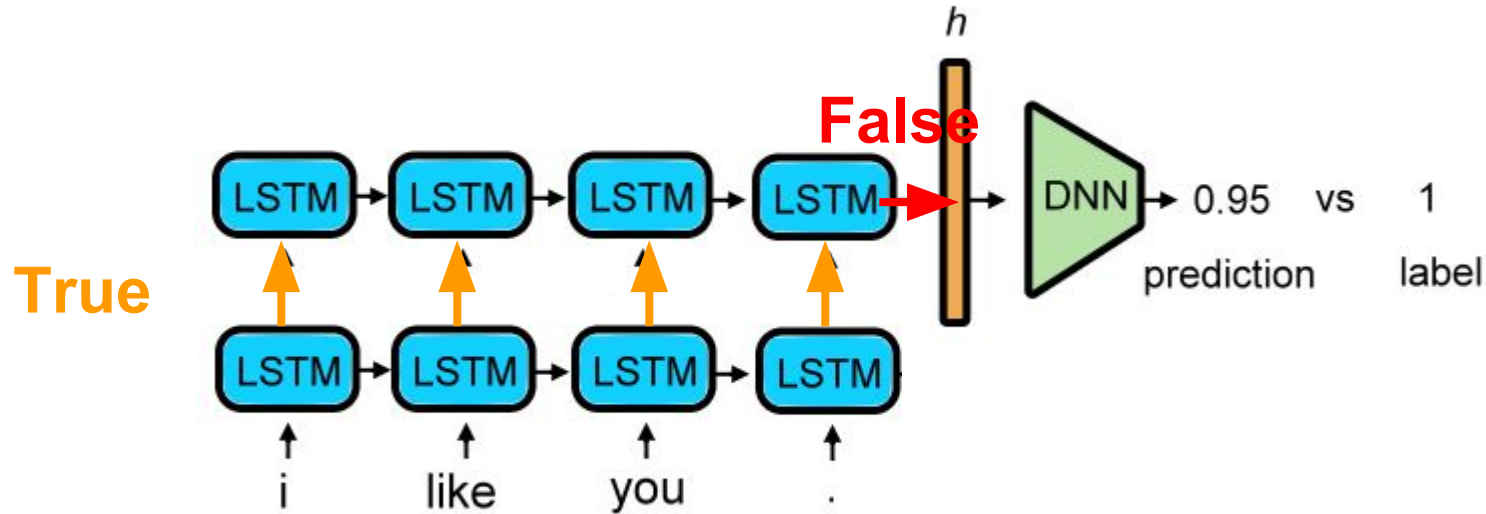 h
False
LSTM LSTM LSTM LSTM DNN 0.95 vs 1
prediction label
True
LSTM LSTM LSTM LSTM
i like you .